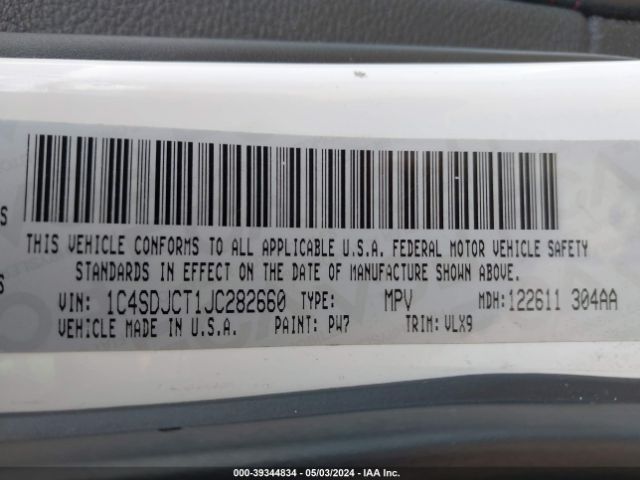 S
THIS VEHICLE CONFORMS TO ALL APPLICABLE U.S.A. FEDERAL MOTOR VEHICLE SAFETY
STANDARDS IN EFFECT ON THE DATE OF MANUFACTURE SHOWN ABOVE.
S
VIN: 1C4SDJCT1JC282660 TYPE: MPV MDH: 122611 304AA
VEHICLE MADE IN U.S.A. PAINT: PW7 TRIM: VLX9
000-39344834 - 05/03/2024 - IAA Inc.